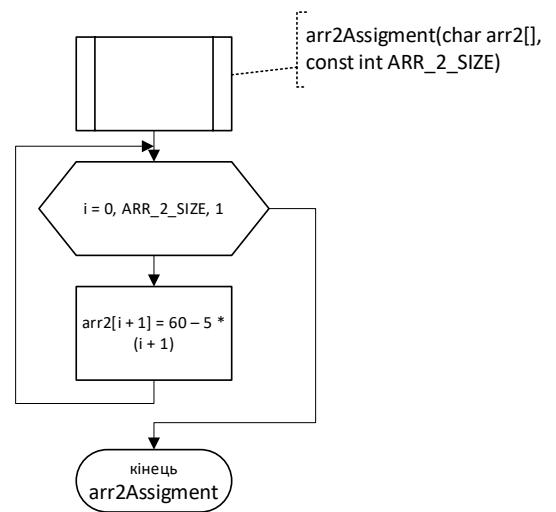 arr2Assigment(char arr2[],
const int ARR_2_SIZE)
i = 0, ARR_2_SIZE, 1
arr2[i + 1] = 60 – 5 *
(i + 1)
кінець
arr2Assigment